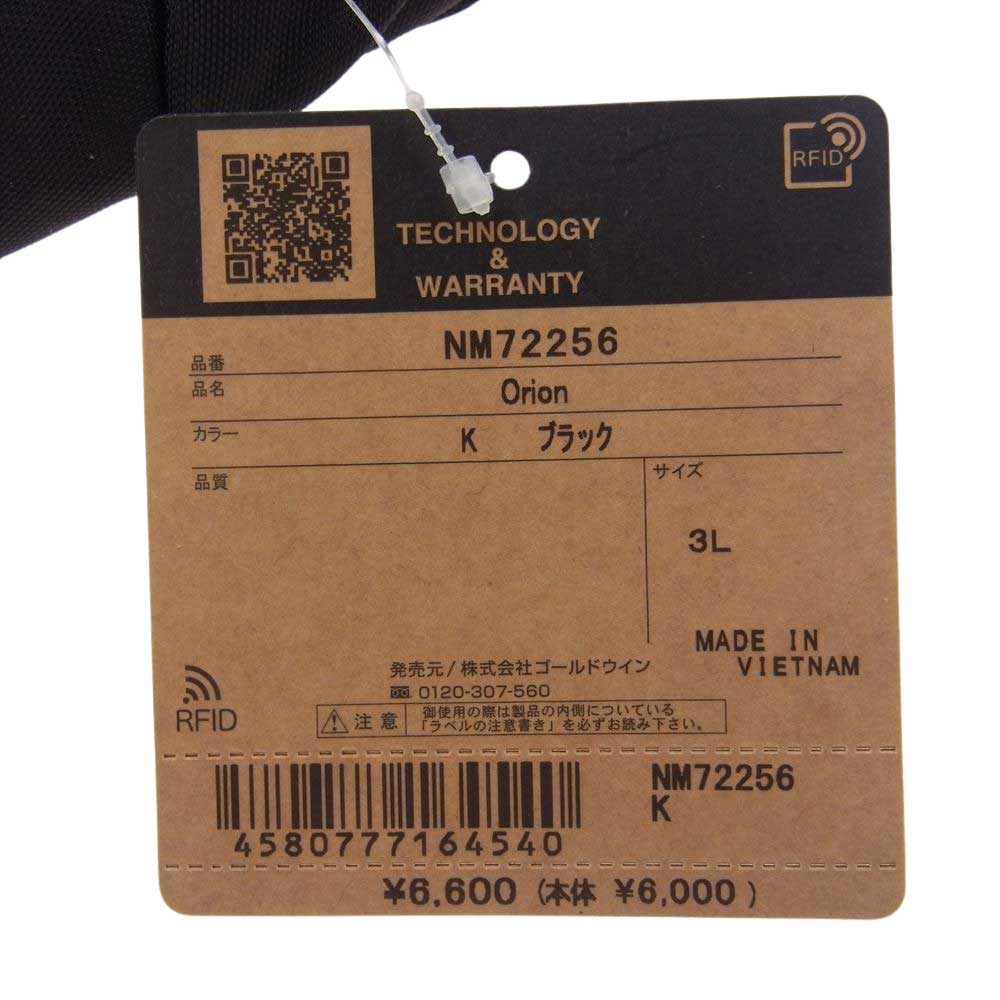 RFID
TECHNOLOGY
&
WARRANTY
品番 NM72256
品名 Orion
カラー K ブラック
品質
サイズ
3L
MADE IN
VIETNAM
発売元/株式会社ゴールドウイン
0120-307-560
RFID
注意
御使用の際は製品の内側についている
「ラベルの注意書き」を必ずお読み下さい。
NM72256
K
4580777164540
¥6,600 (本体 ¥6,000 )